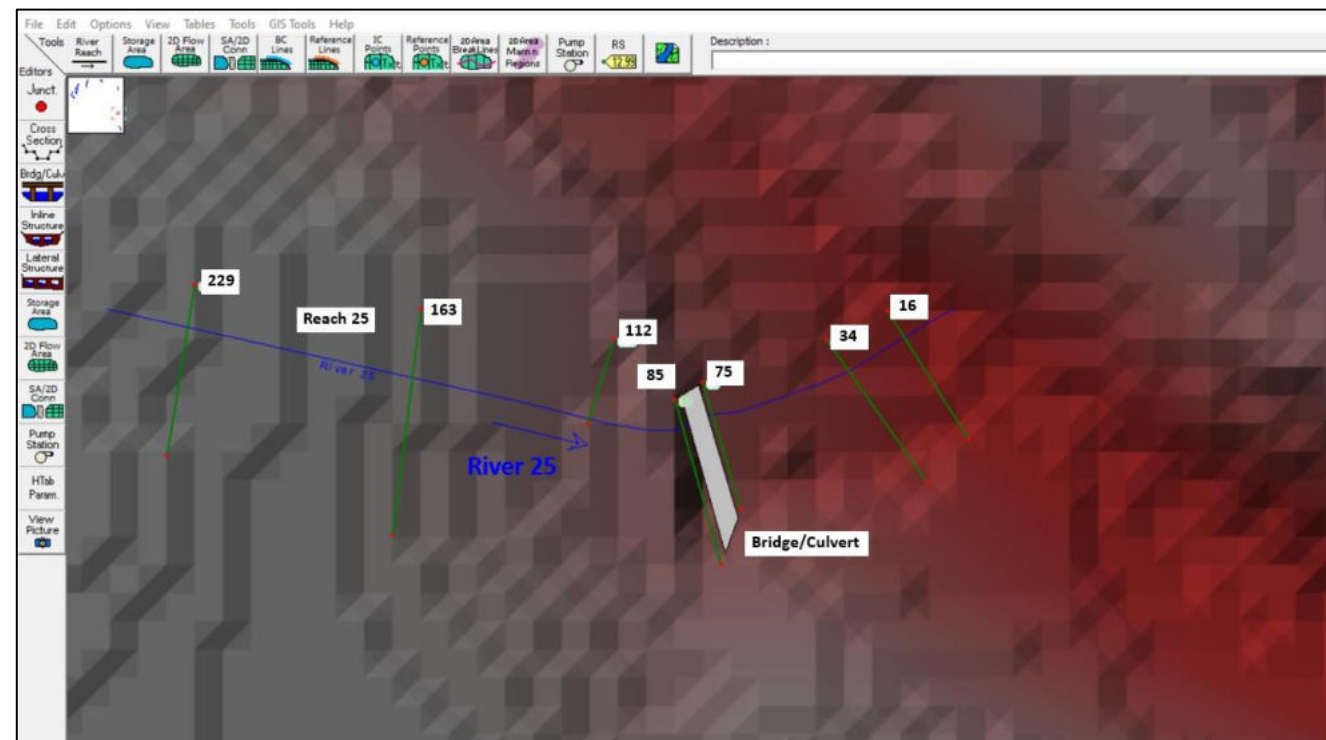 File Edit Options View Tables Tools GIS Tools Help
Tools
River Reach
Storage Area
2D Flow Area
SA/2D Conn
BC Lines
Reference Lines
IC Points
Reference Points
2D Area BreakLines
2D Area Mann n Regions
Pump Station
RS
12.99
Description :
Editors
Junct.
Cross Section
Brdg/Culv
Inline Structure
Lateral Structure
Storage Area
2D Flow Area
SA/2D Conn
Pump Station
HTab Param.
View Picture
229
Reach 25
163
River 25
112
85
75
34
16
River 25
Bridge/Culvert